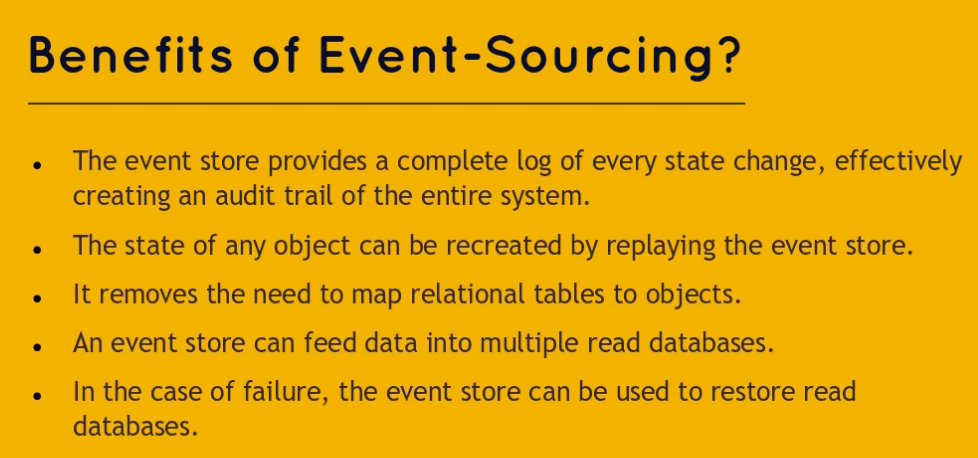 Benefits of Event-Sourcing?
• The event store provides a complete log of every state change, effectively
creating an audit trail of the entire system.
• The state of any object can be recreated by replaying the event store.
• It removes the need to map relational tables to objects.
• An event store can feed data into multiple read databases.
• In the case of failure, the event store can be used to restore read
databases.